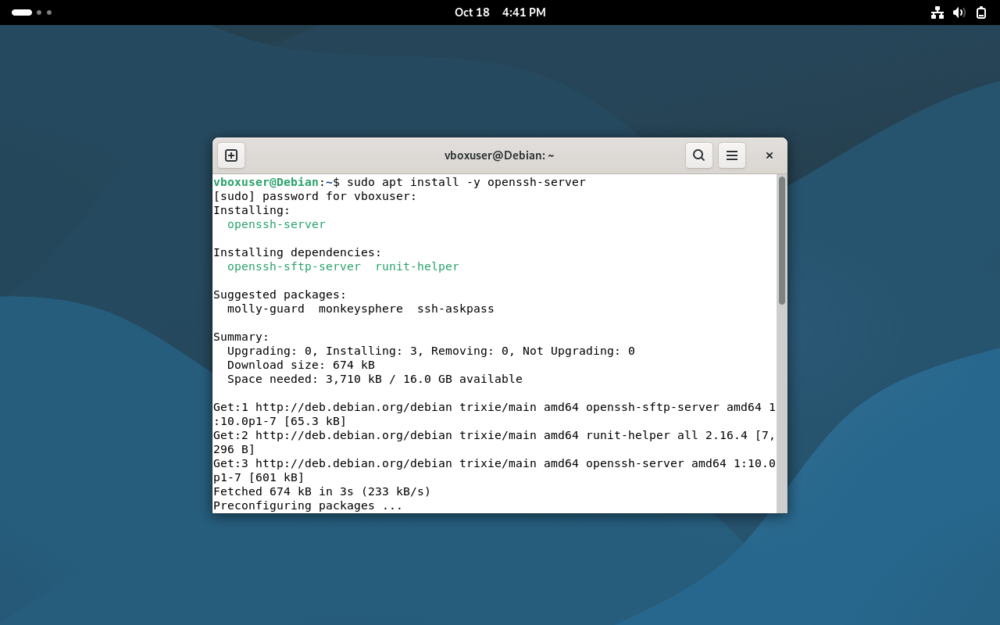 Oct 18 4:41 PM
vboxuser@Debian: ~
vboxuser@Debian:~$ sudo apt install -y openssh-server
[sudo] password for vboxuser:
Installing:
  openssh-server

Installing dependencies:
  openssh-sftp-server  runit-helper

Suggested packages:
  molly-guard  monkeysphere  ssh-askpass

Summary:
  Upgrading: 0, Installing: 3, Removing: 0, Not Upgrading: 0
  Download size: 674 kB
  Space needed: 3,710 kB / 16.0 GB available

Get:1 http://deb.debian.org/debian trixie/main amd64 openssh-sftp-server amd64 1
:10.0p1-7 [65.3 kB]
Get:2 http://deb.debian.org/debian trixie/main amd64 runit-helper all 2.16.4 [7,
296 B]
Get:3 http://deb.debian.org/debian trixie/main amd64 openssh-server amd64 1:10.0
p1-7 [601 kB]
Fetched 674 kB in 3s (233 kB/s)
Preconfiguring packages ...